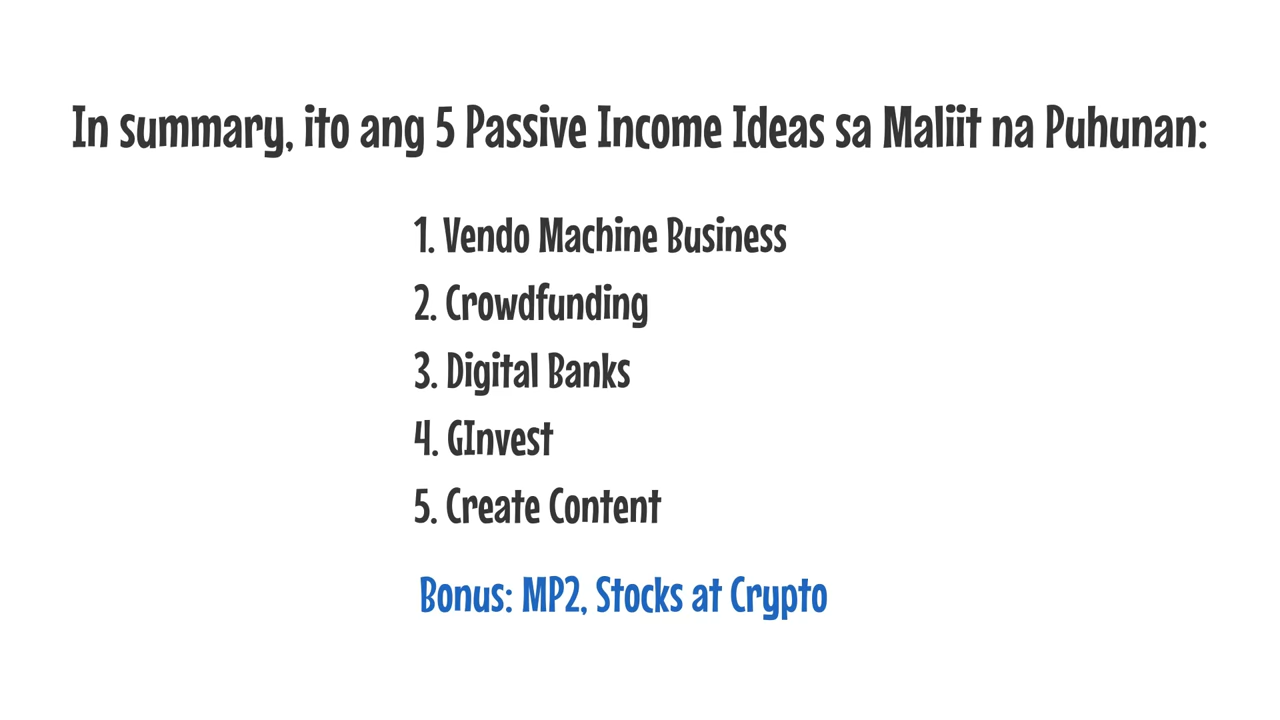 In summary, ito ang 5 Passive Income Ideas sa Maliit na Puhunan:
1. Vendo Machine Business
2. Crowdfunding
3. Digital Banks
4. GInvest
5. Create Content
Bonus: MP2, Stocks at Crypto